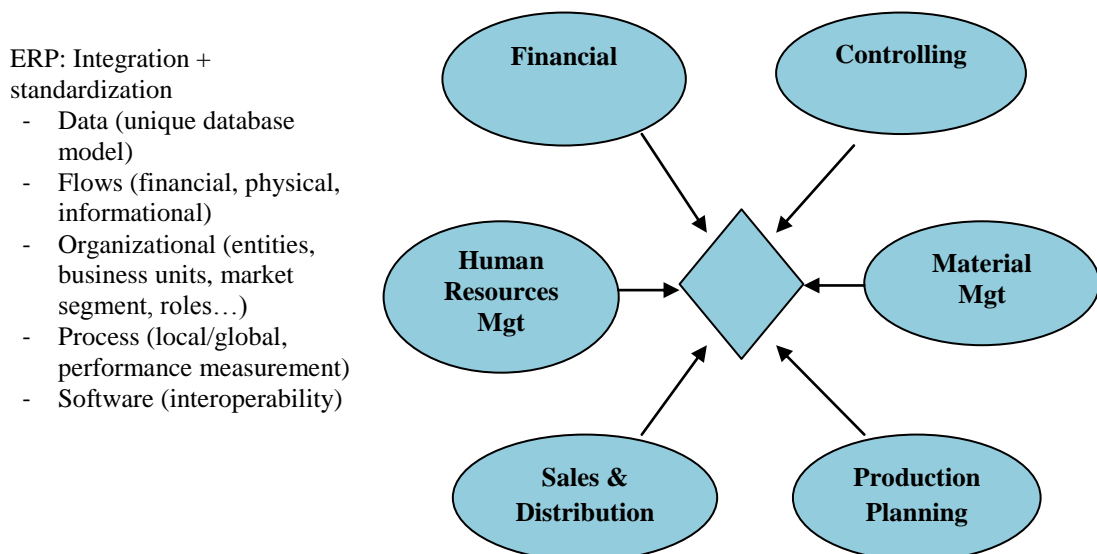 ERP: Integration +
standardization
- Data (unique database
model)
- Flows (financial, physical,
informational)
- Organizational (entities,
business units, market
segment, roles…)
- Process (local/global,
performance measurement)
- Software (interoperability)
Financial
Controlling
Human
Resources
Mgt
Material
Mgt
Sales &
Distribution
Production
Planning